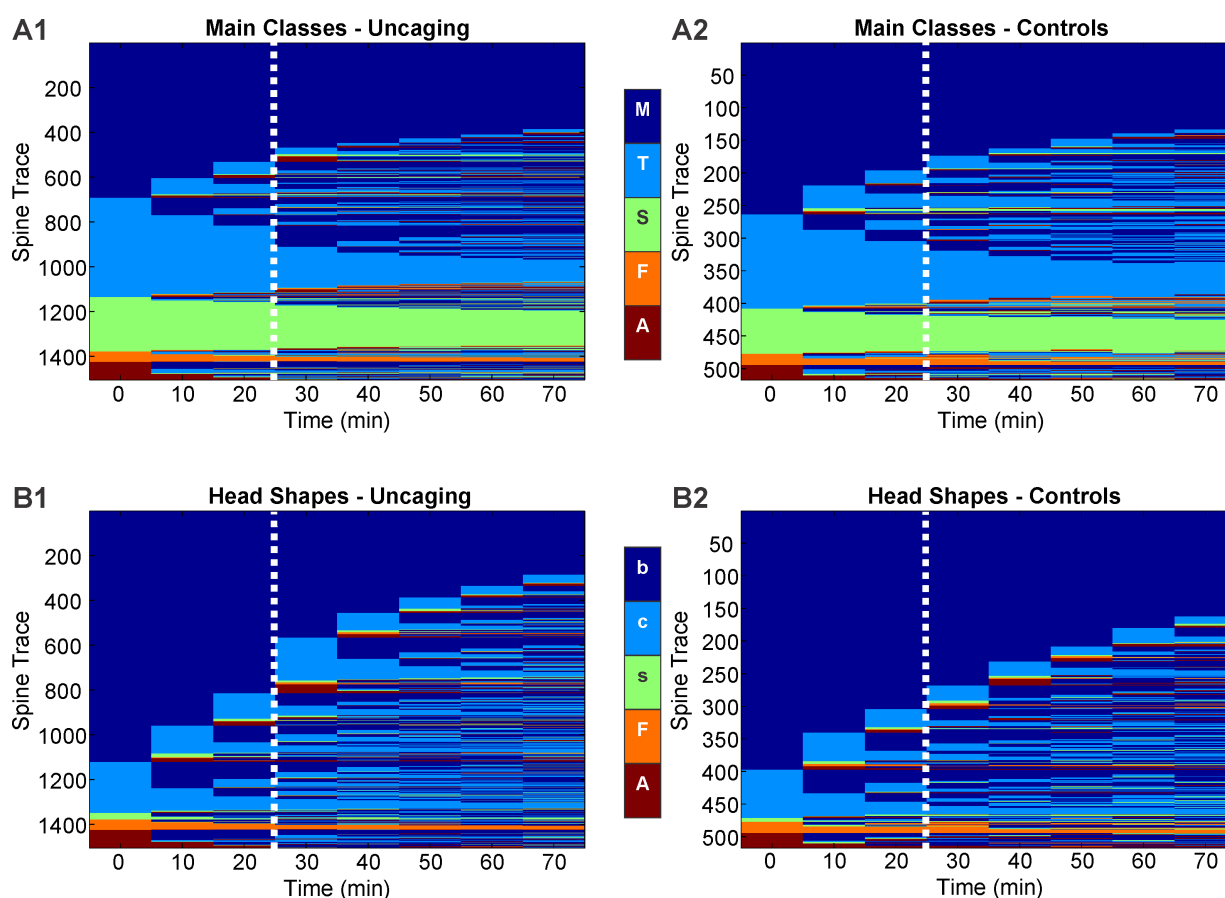 A1
Main Classes - Uncaging
200
400
600
800
1000
1200
1400
Spine Trace
0 10 20 30 40 50 60 70
Time (min)
M
T
S
F
A
A2
Main Classes - Controls
50
100
150
200
250
300
350
400
450
500
Spine Trace
0 10 20 30 40 50 60 70
Time (min)
B1
Head Shapes - Uncaging
200
400
600
800
1000
1200
1400
Spine Trace
0 10 20 30 40 50 60 70
Time (min)
b
c
s
F
A
B2
Head Shapes - Controls
50
100
150
200
250
300
350
400
450
500
Spine Trace
0 10 20 30 40 50 60 70
Time (min)